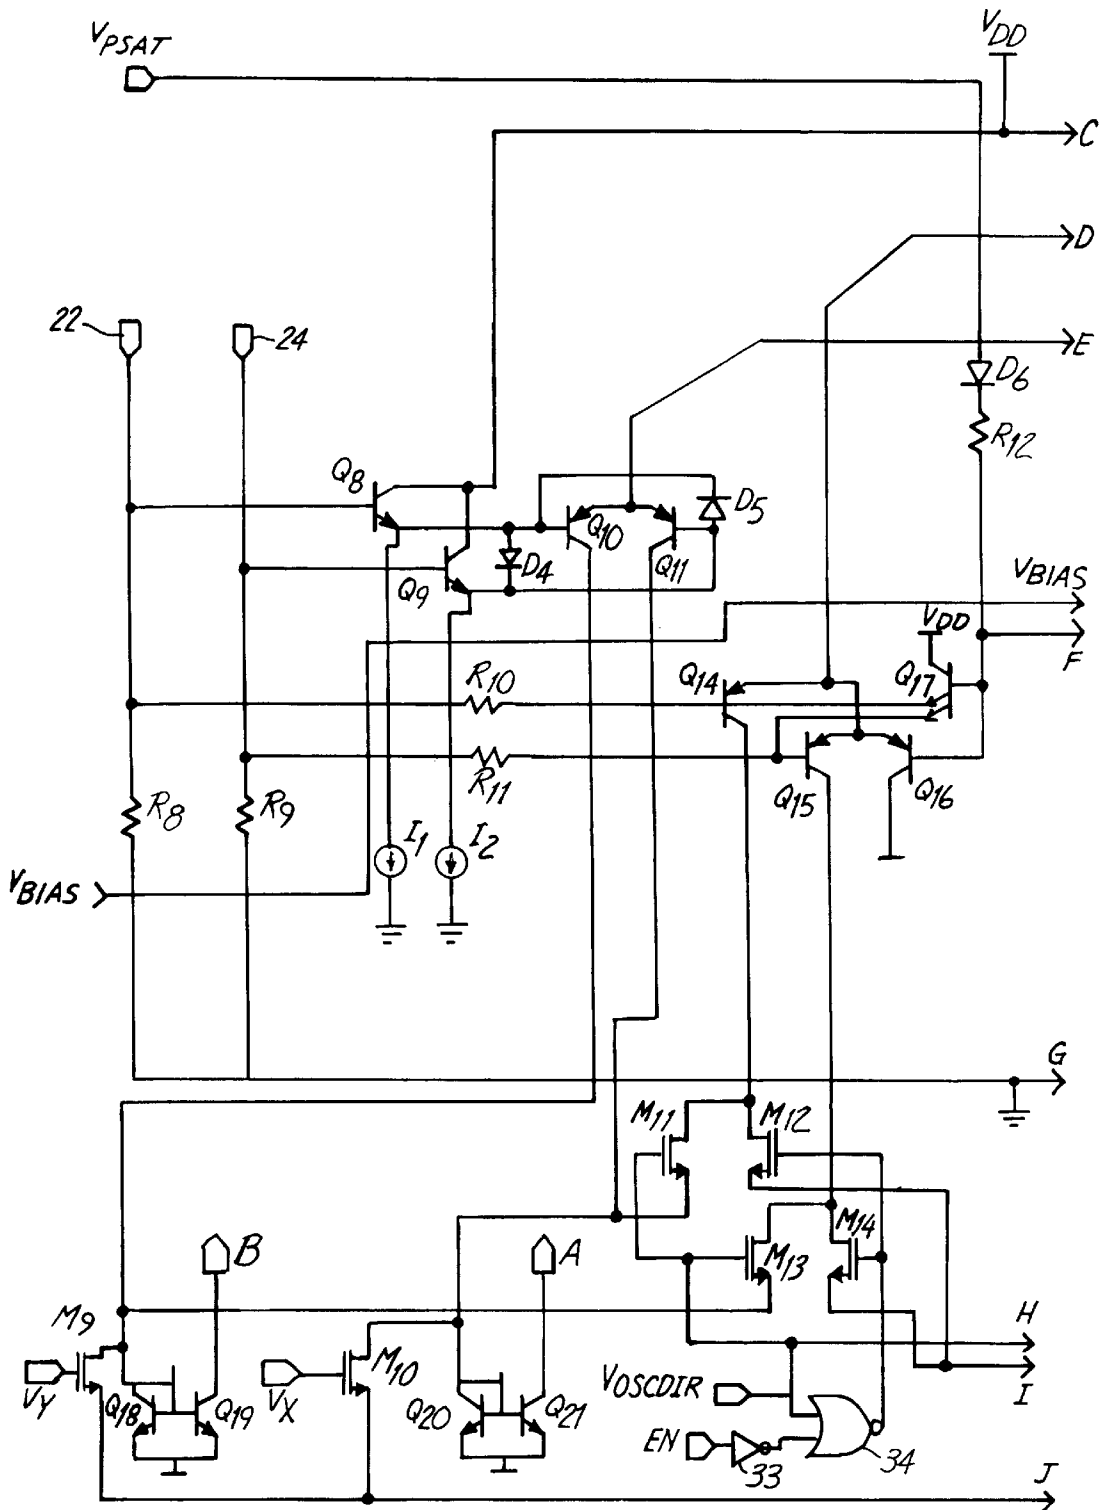 VPSAT
VDD
C
D
22
24
E
D6
R12
Q8
D5
Q10
Q11
D4
Q9
VBIAS
VDD
F
R10
Q14
Q17
R11
Q15
Q16
R8
R9
I1
I2
VBIAS
G
M11
M12
M14
B
A
M13
M9
H
M10
VY
VX
VOSCDIR
I
Q18
Q19
Q20
Q21
EN
33
34
J